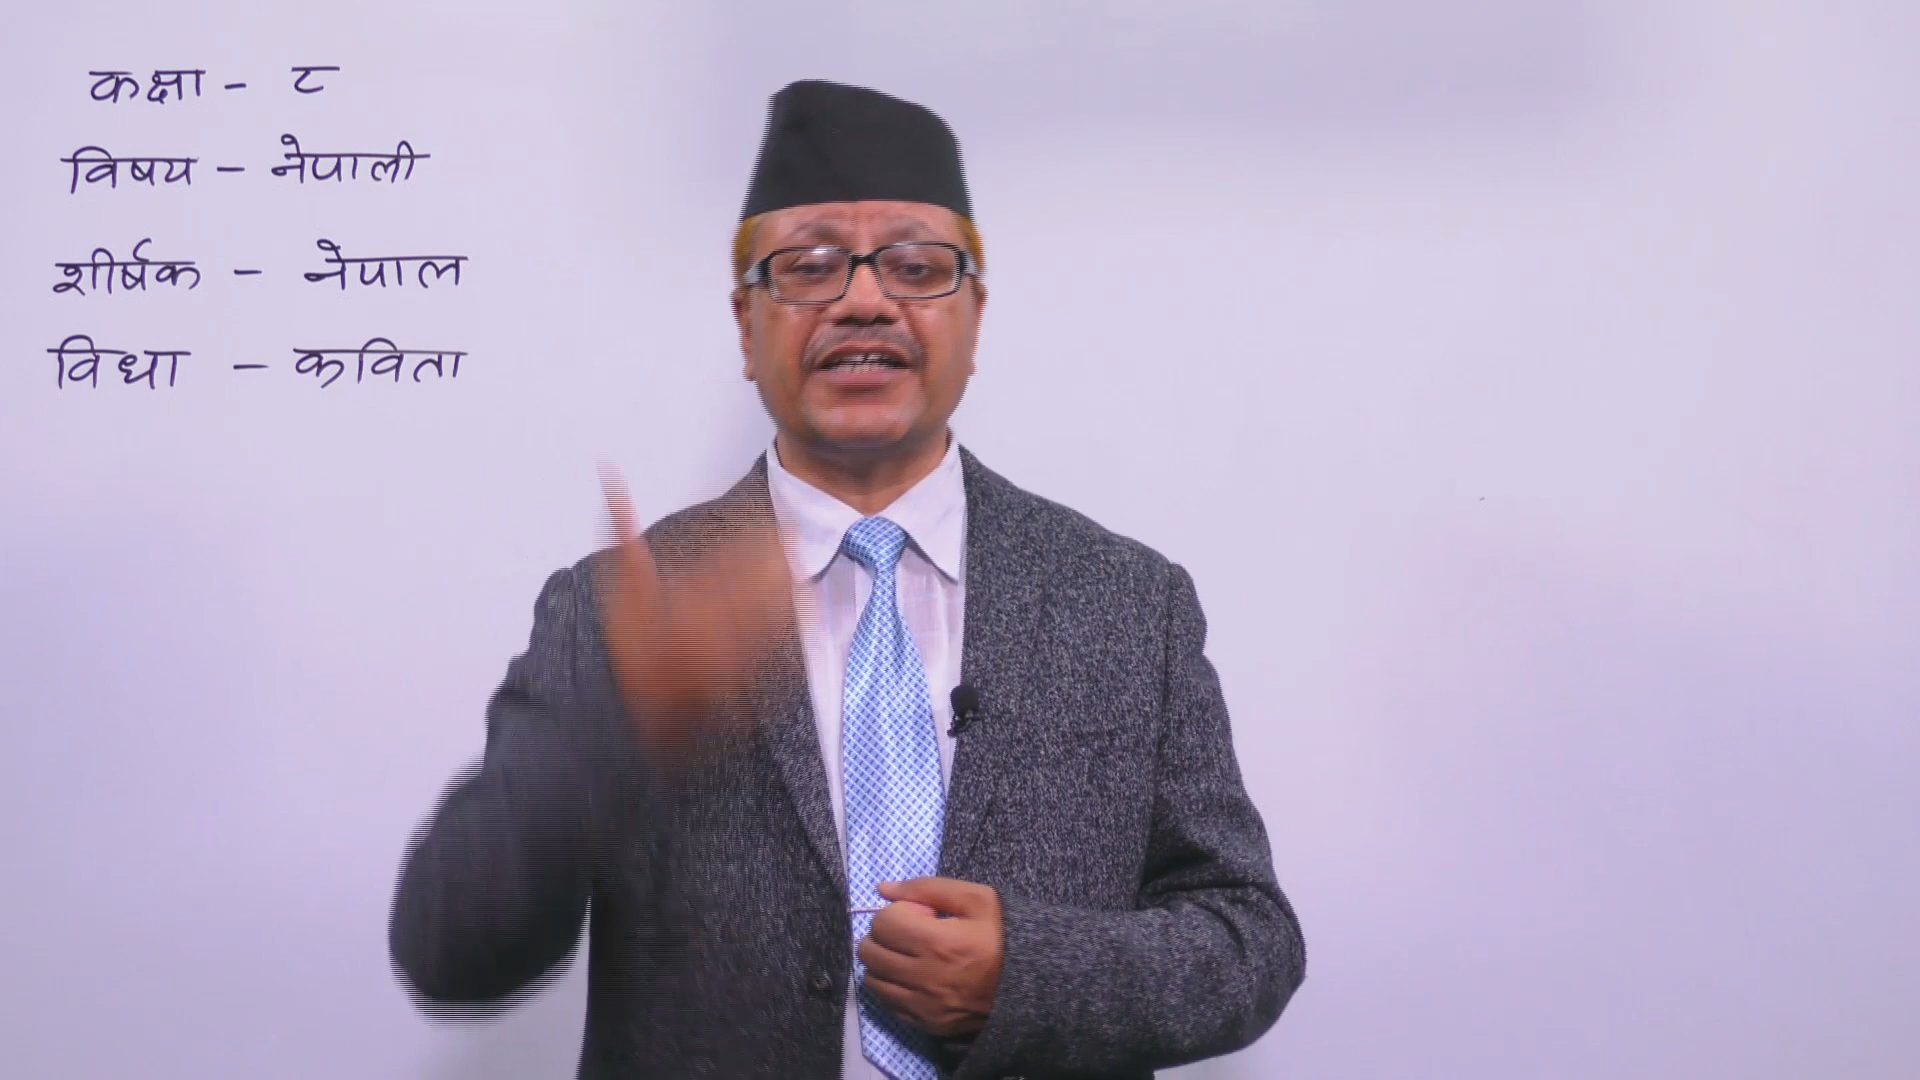 कक्षा - ८
विषय - नेपाली
शीर्षक - नेपाल
विधा - कविता